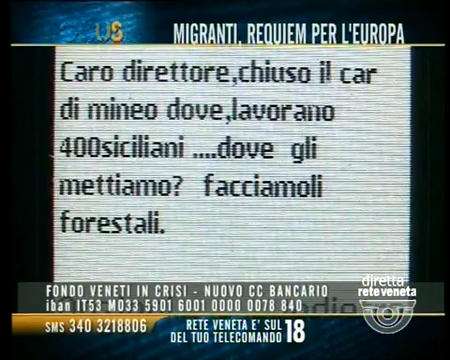 US
MIGRANTI, REQUIEM PER L'EUROPA
Caro direttore,chiuso il car
di mineo dove,lavorano
400siciliani ....dove gli
mettiamo? facciamoli
forestali.
diretta
reteveneta
FONDO VENETI IN CRISI - NUOVO CC BANCARIO
iban IT53 M033 5901 6001 0000 0078 840
SMS 340 3218806
RETE VENETA E' SUL
DEL TUO TELECOMANDO 18